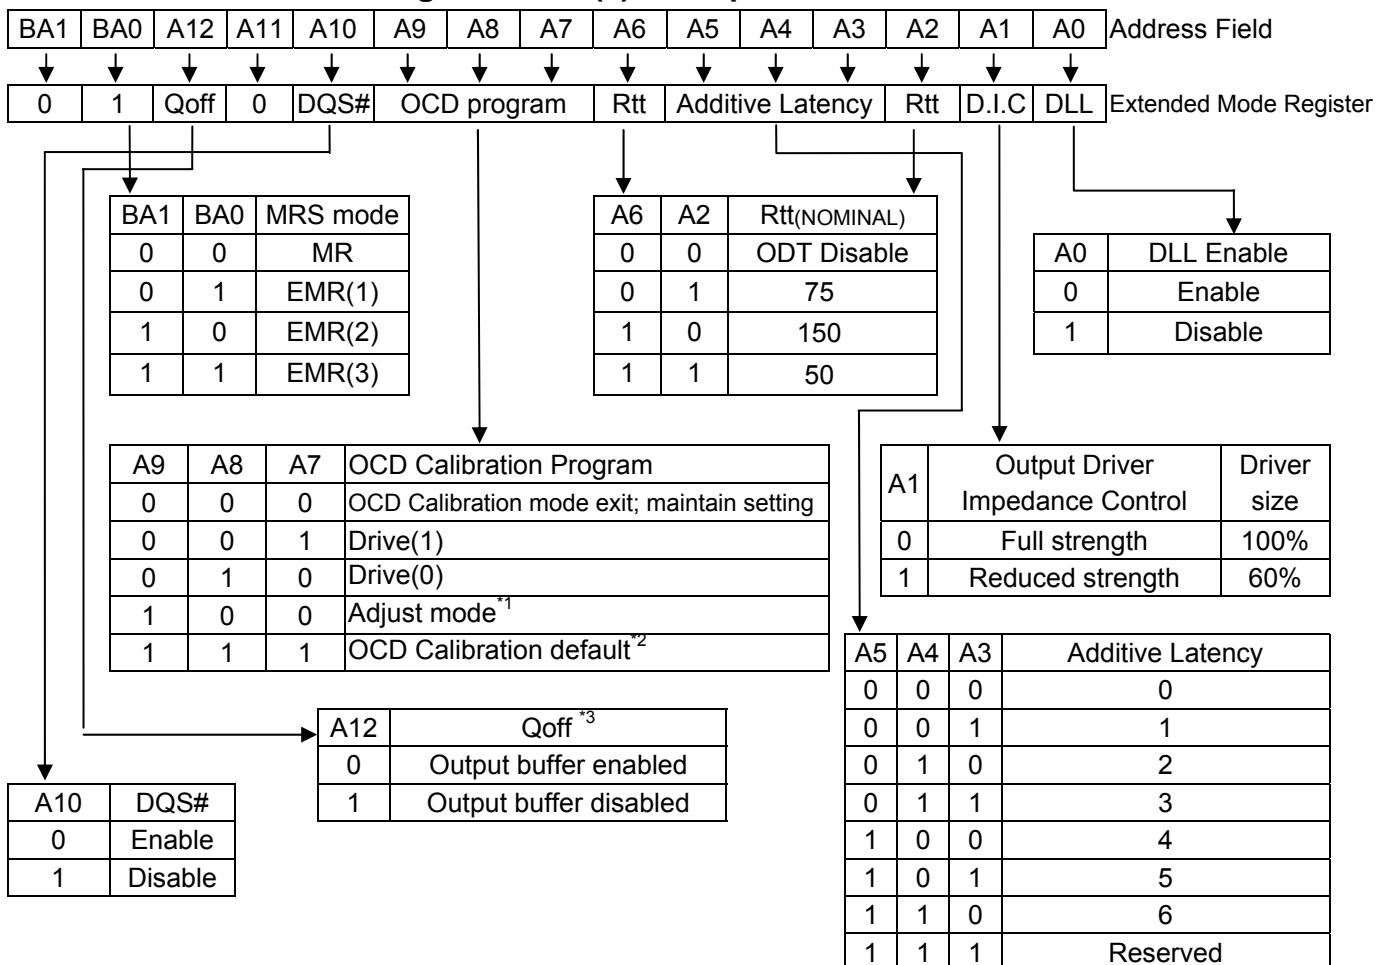 BA1 BA0 A12 A11 A10 A9 A8 A7 A6 A5 A4 A3 A2 A1 A0 Address Field
0 1 Qoff 0 DQS# OCD program Rtt Additive Latency Rtt D.I.C DLL Extended Mode Register
BA1 BA0 MRS mode
0 0 MR
0 1 EMR(1)
1 0 EMR(2)
1 1 EMR(3)
A6 A2 Rtt(NOMINAL)
0 0 ODT Disable
0 1 75
1 0 150
1 1 50
A0 DLL Enable
0 Enable
1 Disable
A9 A8 A7 OCD Calibration Program
0 0 0 OCD Calibration mode exit; maintain setting
0 0 1 Drive(1)
0 1 0 Drive(0)
1 0 0 Adjust mode*1
1 1 1 OCD Calibration default*2
A1 Output Driver Impedance Control Driver size
0 Full strength 100%
1 Reduced strength 60%
A12 Qoff *3
0 Output buffer enabled
1 Output buffer disabled
A10 DQS#
0 Enable
1 Disable
A5 A4 A3 Additive Latency
0 0 0 0
0 0 1 1
0 1 0 2
0 1 1 3
1 0 0 4
1 0 1 5
1 1 0 6
1 1 1 Reserved